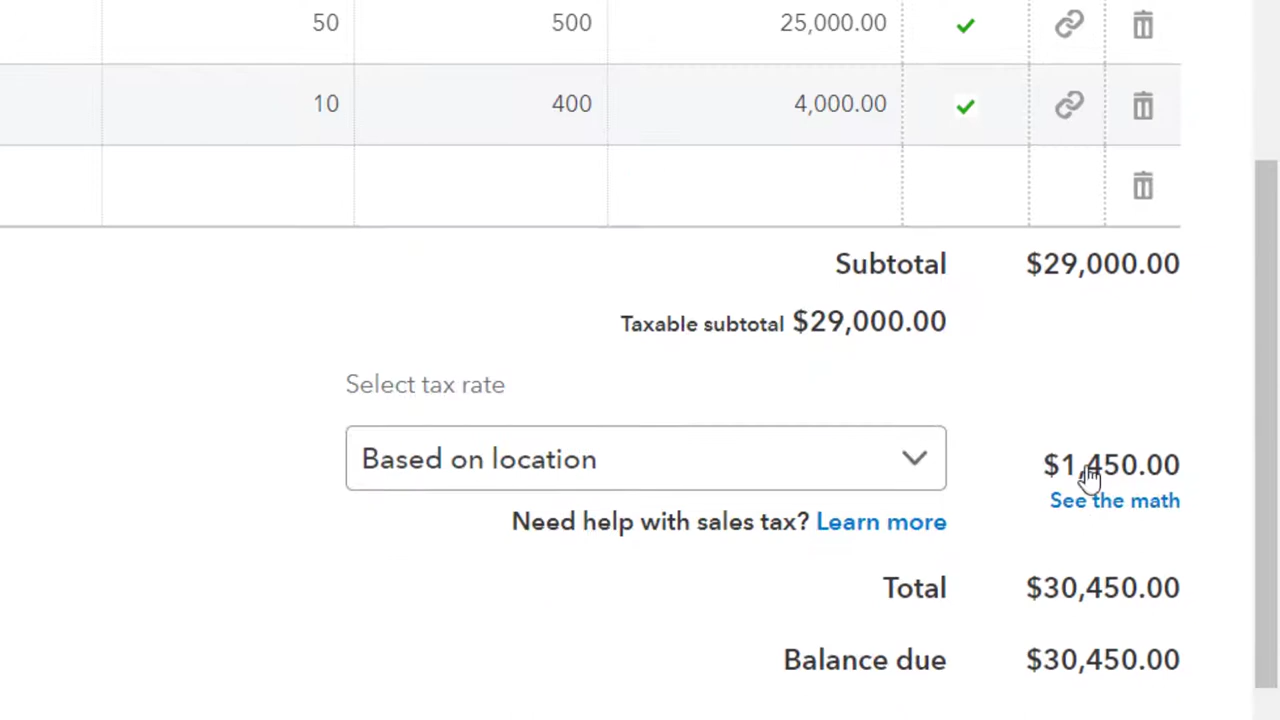 50 500 25,000.00
10 400 4,000.00
Subtotal $29,000.00
Taxable subtotal $29,000.00
Select tax rate
Based on location $1,450.00
See the math
Need help with sales tax? Learn more
Total $30,450.00
Balance due $30,450.00